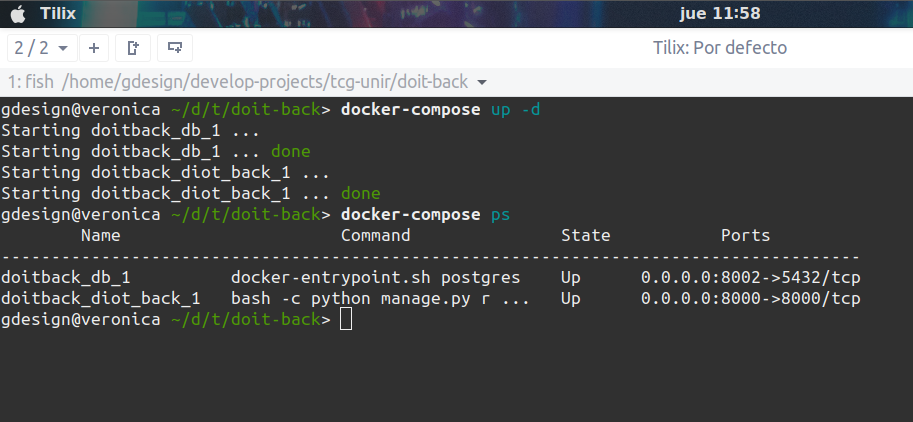 Tilix jue 11:58
2 / 2 Tilix: Por defecto
1: fish /home/gdesign/develop-projects/tcg-unir/doit-back
gdesign@veronica ~/d/t/doit-back> docker-compose up -d
Starting doitback_db_1 ...
Starting doitback_db_1 ... done
Starting doitback_diot_back_1 ...
Starting doitback_diot_back_1 ... done
gdesign@veronica ~/d/t/doit-back> docker-compose ps
Name Command State Ports
--------------------------------------------------------------------------------------
doitback_db_1 docker-entrypoint.sh postgres Up 0.0.0.0:8002->5432/tcp
doitback_diot_back_1 bash -c python manage.py r ... Up 0.0.0.0:8000->8000/tcp
gdesign@veronica ~/d/t/doit-back>